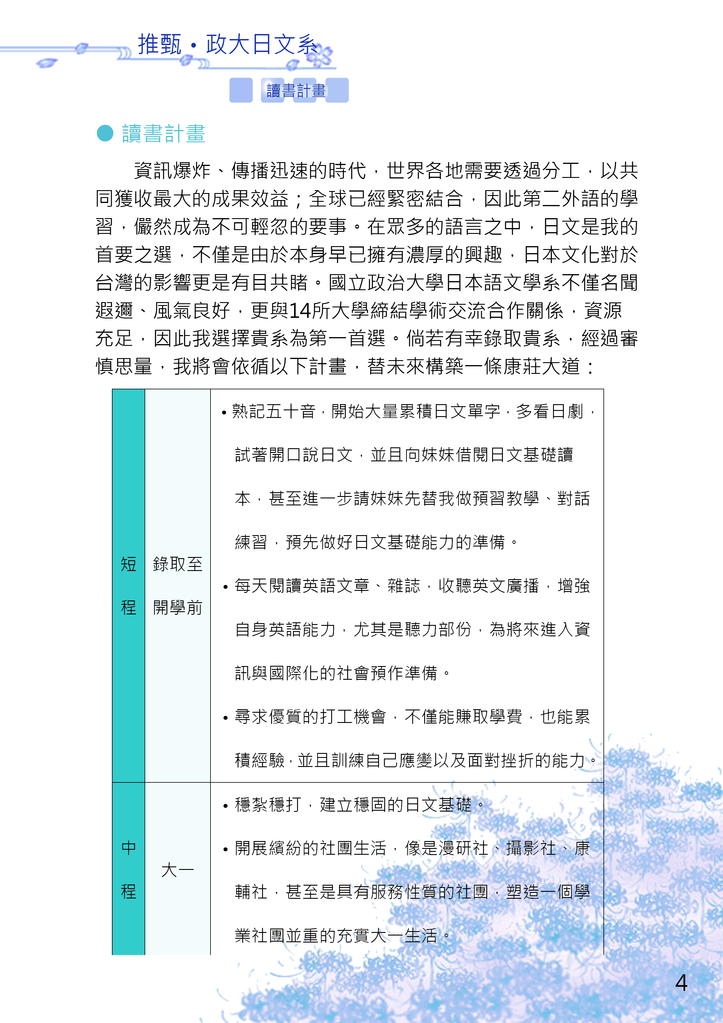 推甄・政大日文系
讀書計畫
● 讀書計畫
資訊爆炸、傳播迅速的時代，世界各地需要透過分工，以共
同獲收最大的成果效益；全球已經緊密結合，因此第二外語的學
習，儼然成為不可輕忽的要事。在眾多的語言之中，日文是我的
首要之選，不僅是由於本身早已擁有濃厚的興趣，日本文化對於
台灣的影響更是有目共睹。國立政治大學日本語文學系不僅名聞
遐邇、風氣良好，更與14所大學締結學術交流合作關係，資源
充足，因此我選擇貴系為第一首選。倘若有幸錄取貴系，經過審
慎思量，我將會依循以下計畫，替未來構築一條康莊大道：
短程
錄取至
開學前
•熟記五十音，開始大量累積日文單字，多看日劇，
試著開口說日文，並且向妹妹借閱日文基礎讀
本，甚至進一步請妹妹先替我做預習教學、對話
練習，預先做好日文基礎能力的準備。
•每天閱讀英語文章、雜誌，收聽英文廣播，增強
自身英語能力，尤其是聽力部份，為將來進入資
訊與國際化的社會預作準備。
•尋求優質的打工機會，不僅能賺取學費，也能累
積經驗，並且訓練自己應變以及面對挫折的能力。
中程
大一
•穩紮穩打，建立穩固的日文基礎。
•開展繽紛的社團生活，像是漫研社、攝影社、康
輔社，甚至是具有服務性質的社團，塑造一個學
業社團並重的充實大一生活。
4